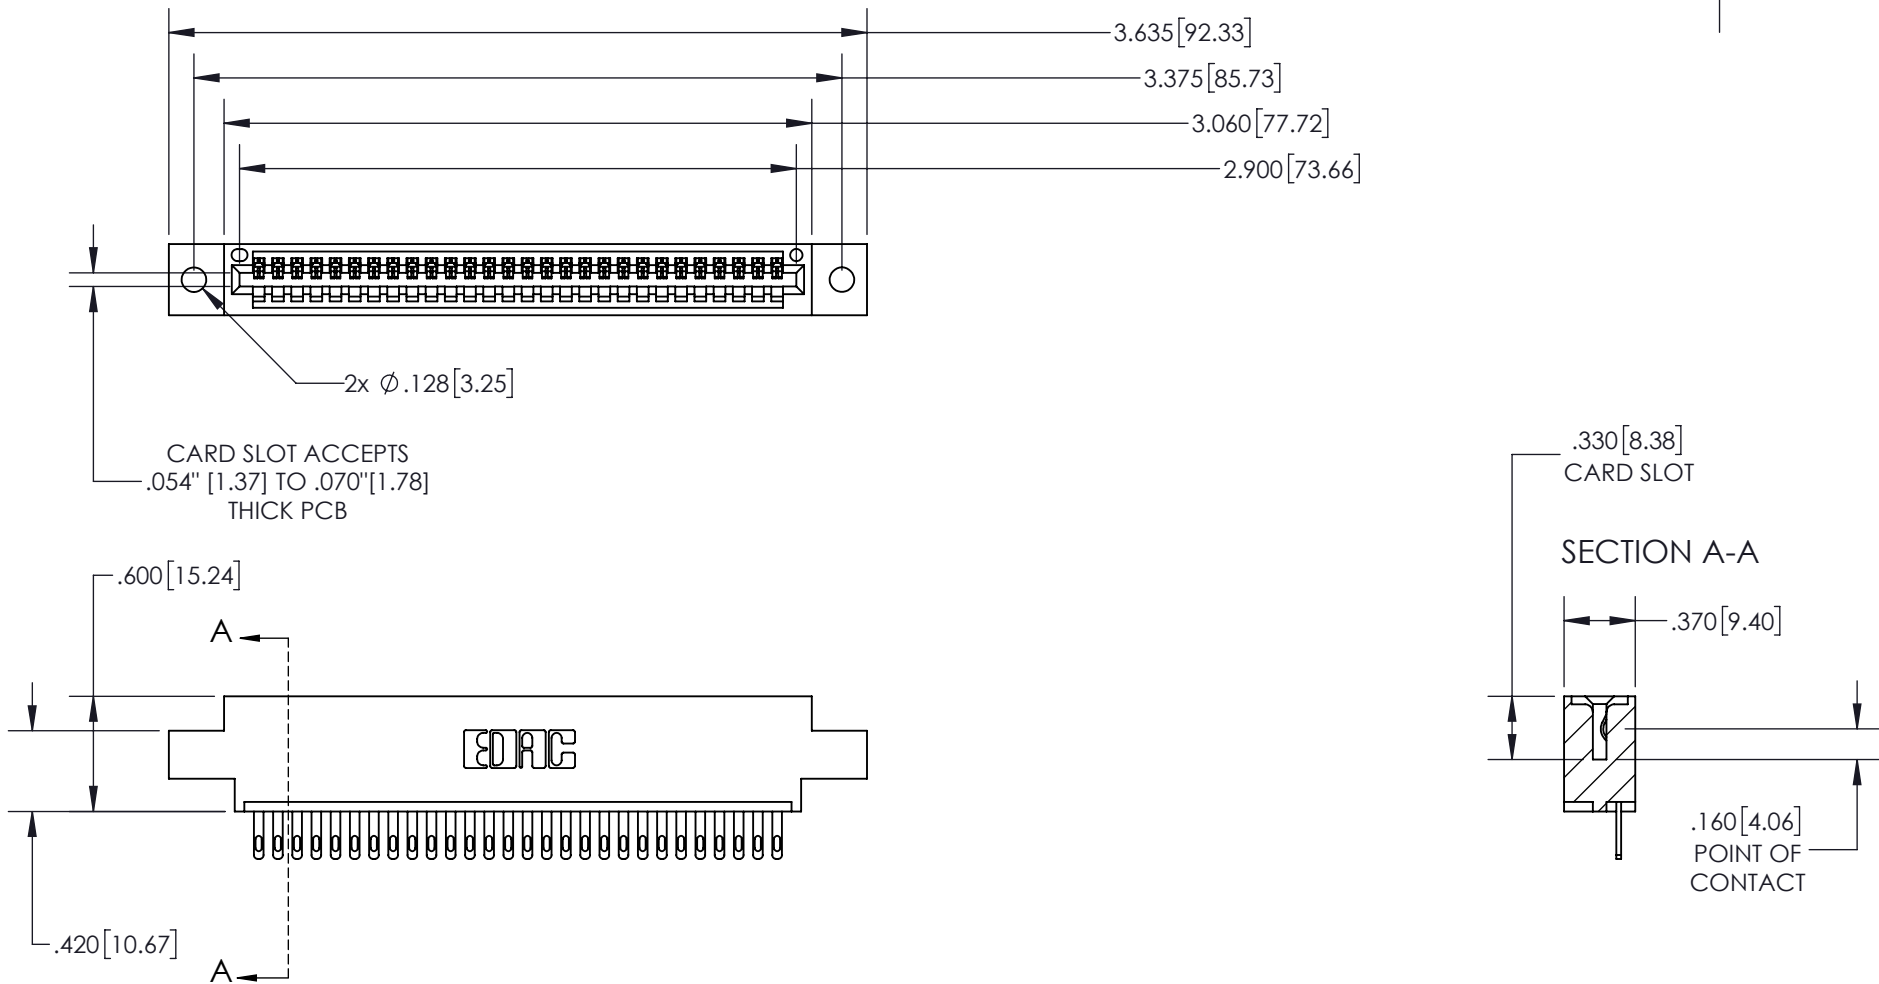 3.635[92.33]
3.375[85.73]
3.060[77.72]
2.900[73.66]
2x Ø.128[3.25]
CARD SLOT ACCEPTS
.054" [1.37] TO .070"[1.78]
THICK PCB
.330[8.38]
CARD SLOT
SECTION A-A
.600[15.24]
.370[9.40]
A
EDAC
.160[4.06]
POINT OF
CONTACT
.420[10.67]
A